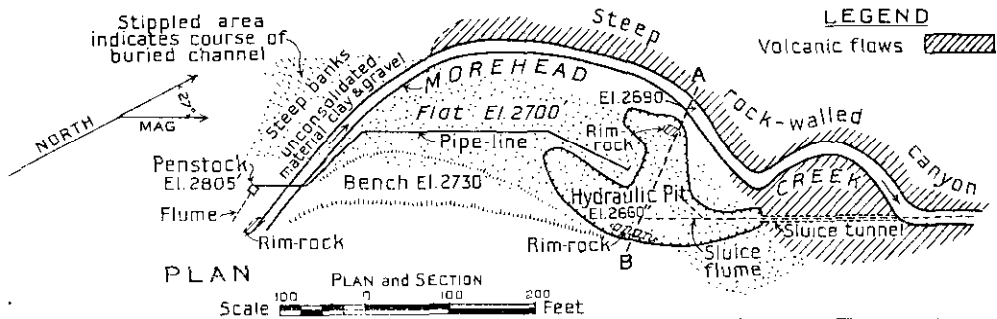 Stippled area
indicates course of
buried channel
Steep
LEGEND
Volcanic flows
27°
NORTH
MAG
Steep banks
unconsolidated
material clay & gravel
MOREHEAD
A
El.2690
rock-walled
Flat El.2700'
Rim-
rock
canyon
Penstock
El.2805'
Pipe-line
Bench El.2730
CREEK
Flume
Hydraulic Pit
El.2660'
Sluice tunnel
Rim-rock
Rim-rock
B
Sluice
flume
PLAN
PLAN and SECTION
100 0 100 200
Scale Feet